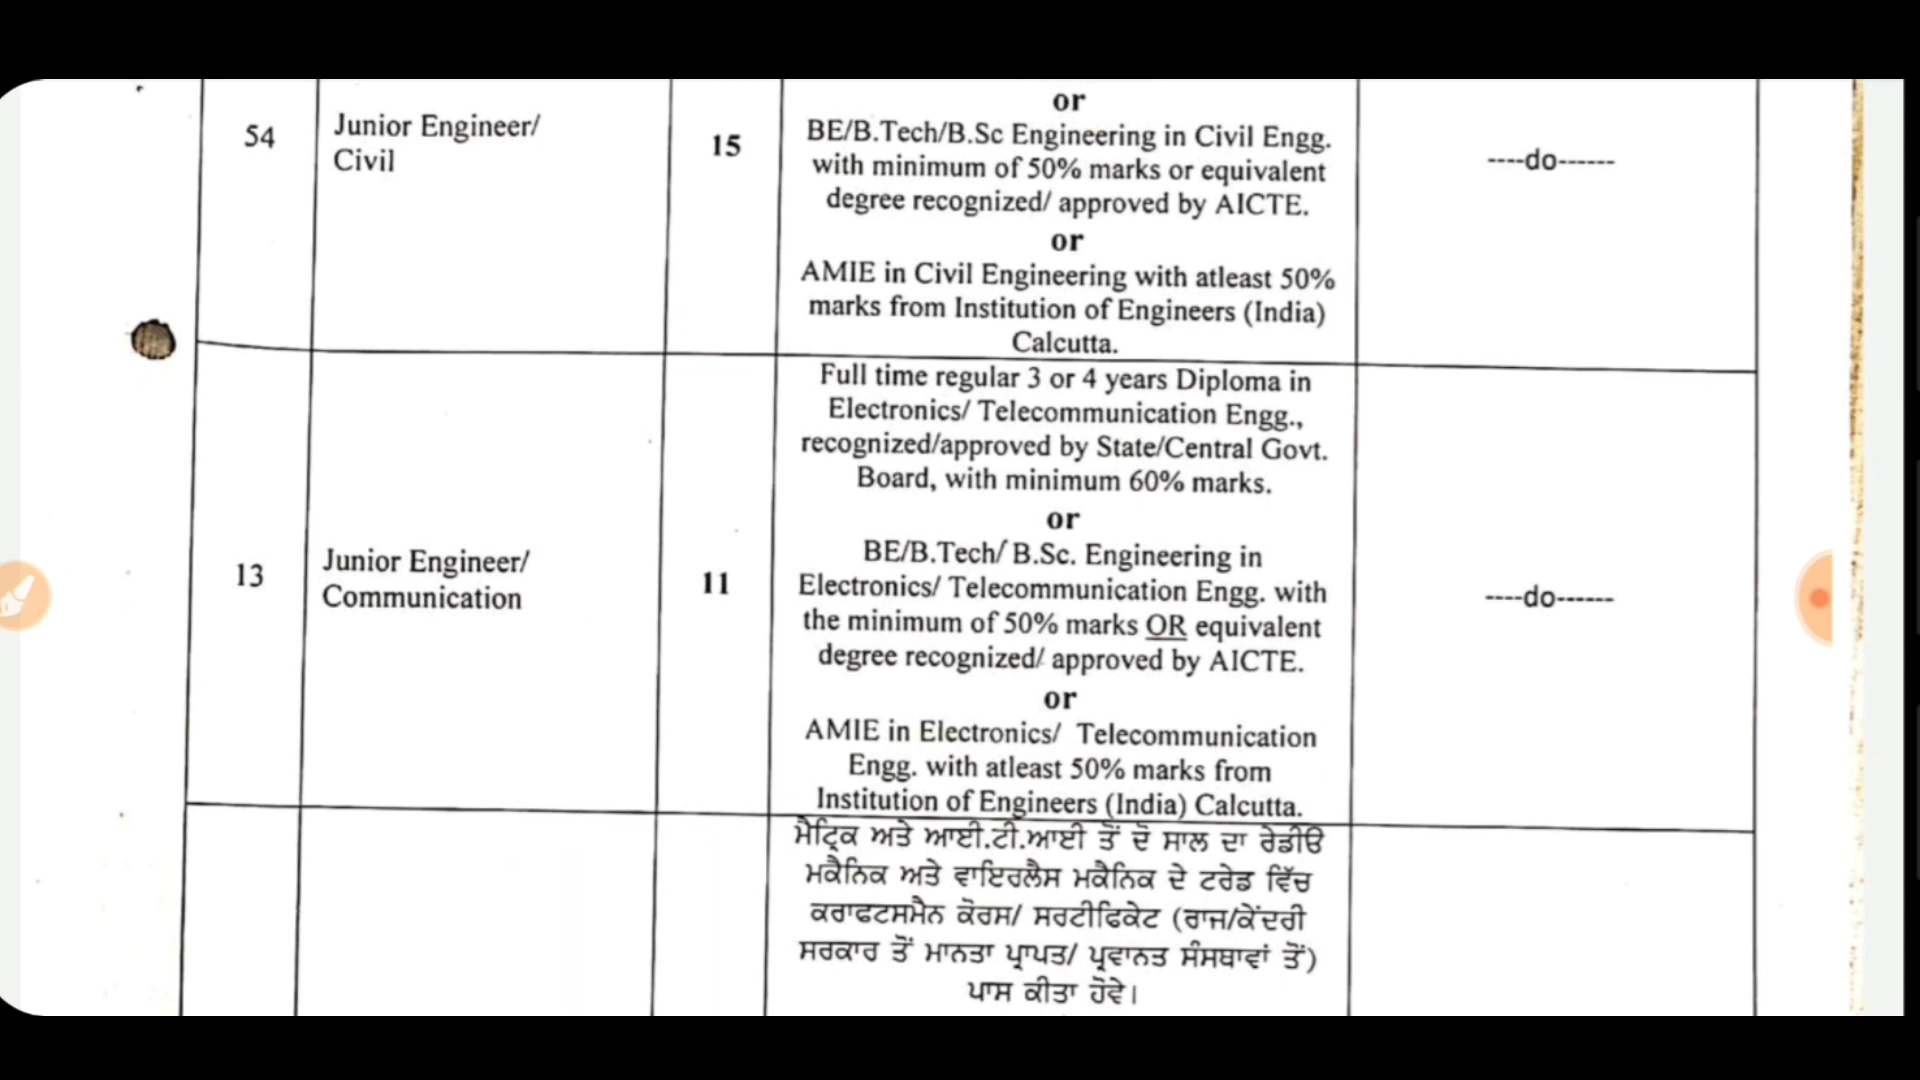 or
54
Junior Engineer/
Civil
15
BE/B.Tech/B.Sc Engineering in Civil Engg.
with minimum of 50% marks or equivalent
degree recognized/ approved by AICTE.
----do------
or
AMIE in Civil Engineering with atleast 50%
marks from Institution of Engineers (India)
Calcutta.
13
Junior Engineer/
Communication
11
Full time regular 3 or 4 years Diploma in
Electronics/ Telecommunication Engg.,
recognized/approved by State/Central Govt.
Board, with minimum 60% marks.
or
BE/B.Tech/ B.Sc. Engineering in
Electronics/ Telecommunication Engg. with
the minimum of 50% marks OR equivalent
degree recognized/ approved by AICTE.
or
AMIE in Electronics/ Telecommunication
Engg. with atleast 50% marks from
Institution of Engineers (India) Calcutta.
----do------
ਮੈਟ੍ਰਿਕ ਅਤੇ ਆਈ.ਟੀ.ਆਈ ਤੋਂ ਦੋ ਸਾਲ ਦਾ ਰੇਡੀਓ
ਮਕੈਨਿਕ ਅਤੇ ਵਾਇਰਲੈਸ ਮਕੈਨਿਕ ਦੇ ਟਰੇਡ ਵਿੱਚ
ਕਰਾਫਟਸਮੈਨ ਕੋਰਸ/ ਸਰਟੀਫਿਕੇਟ (ਰਾਜ/ਕੇਂਦਰੀ
ਸਰਕਾਰ ਤੋਂ ਮਾਨਤਾ ਪ੍ਰਾਪਤ/ ਪ੍ਰਵਾਨਤ ਸੰਸਥਾਵਾਂ ਤੋਂ)
ਪਾਸ ਕੀਤਾ ਹੋਵੇ।